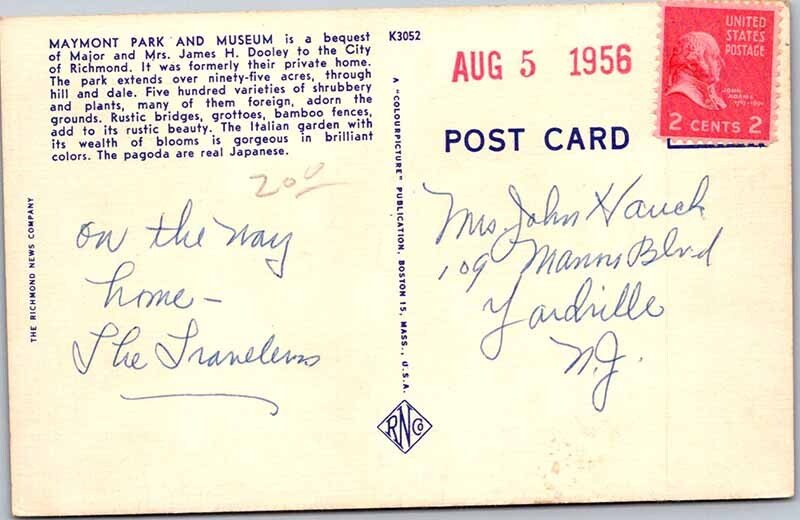 MAYMONT PARK AND MUSEUM is a bequest
of Major and Mrs. James H. Dooley to the City
of Richmond. It was formerly their private home.
The park extends over ninety-five acres, through
hill and dale. Five hundred varieties of shrubbery
and plants, many of them foreign, adorn the
grounds. Rustic bridges, grottoes, bamboo fences,
add to its rustic beauty. The Italian garden with
its wealth of blooms is gorgeous in brilliant
colors. The pagoda are real Japanese.
K3052
AUG 5 1956
UNITED
STATES
POSTAGE
JOHN
ADAMS
2 CENTS 2
POST CARD
200
on the way
home -
The Travelers
THE RICHMOND NEWS COMPANY
A "COLOURPICTURE" PUBLICATION, BOSTON 15, MASS., U.S.A.
RNCo
Mrs. John Hauck
109 Manns Blvd
Yardville
N.J.